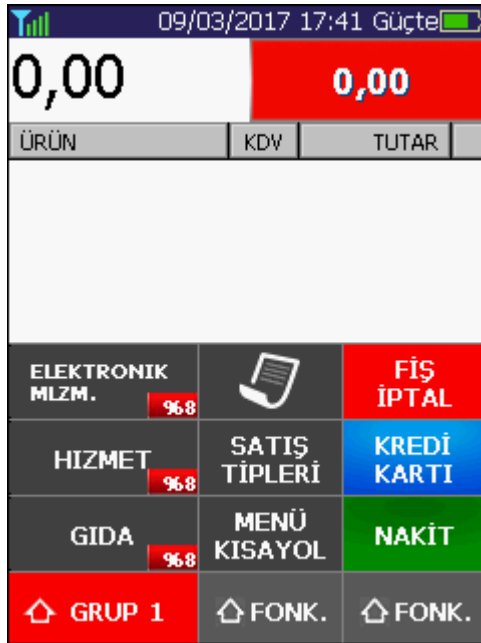 09/03/2017 17:41 Güçte
0,00 0,00
ÜRÜN KDV TUTAR
ELEKTRONIK
MLZM.
%8
FİŞ
İPTAL
HIZMET
%8
SATIŞ
TİPLERİ
KREDİ
KARTI
GIDA
%8
MENÜ
KISAYOL
NAKİT
GRUP 1 FONK. FONK.